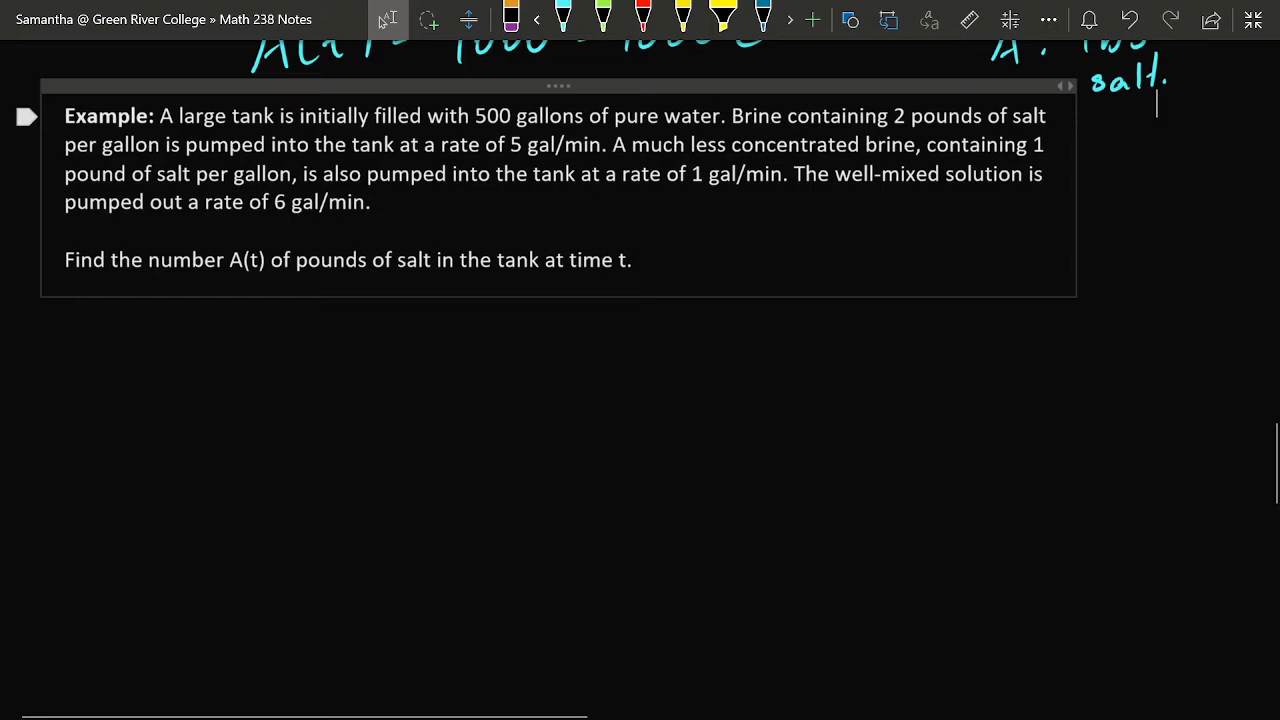 Samantha @ Green River College » Math 238 Notes
salt.
Example: A large tank is initially filled with 500 gallons of pure water. Brine containing 2 pounds of salt
per gallon is pumped into the tank at a rate of 5 gal/min. A much less concentrated brine, containing 1
pound of salt per gallon, is also pumped into the tank at a rate of 1 gal/min. The well-mixed solution is
pumped out a rate of 6 gal/min.
Find the number A(t) of pounds of salt in the tank at time t.